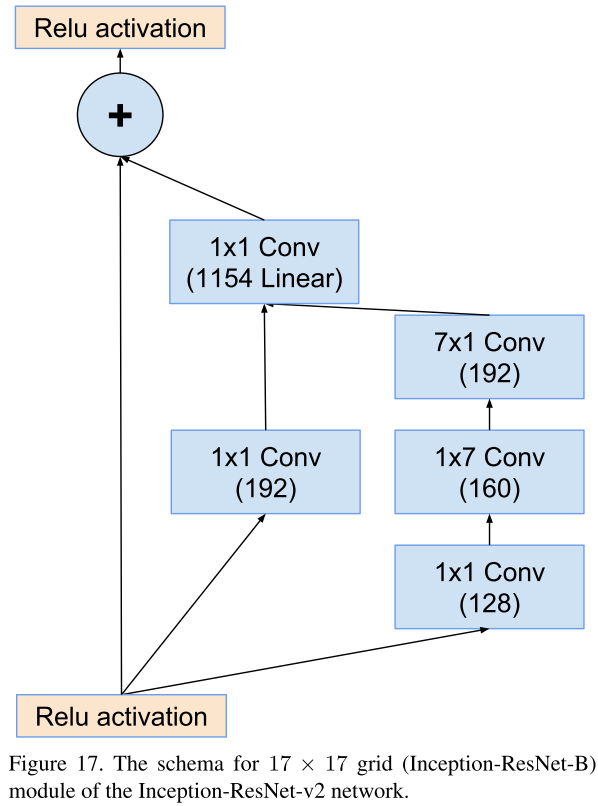 Relu activation
+
1x1 Conv
(1154 Linear)
7x1 Conv
(192)
1x1 Conv
(192)
1x7 Conv
(160)
1x1 Conv
(128)
Relu activation
Figure 17. The schema for 17 × 17 grid (Inception-ResNet-B)
module of the Inception-ResNet-v2 network.